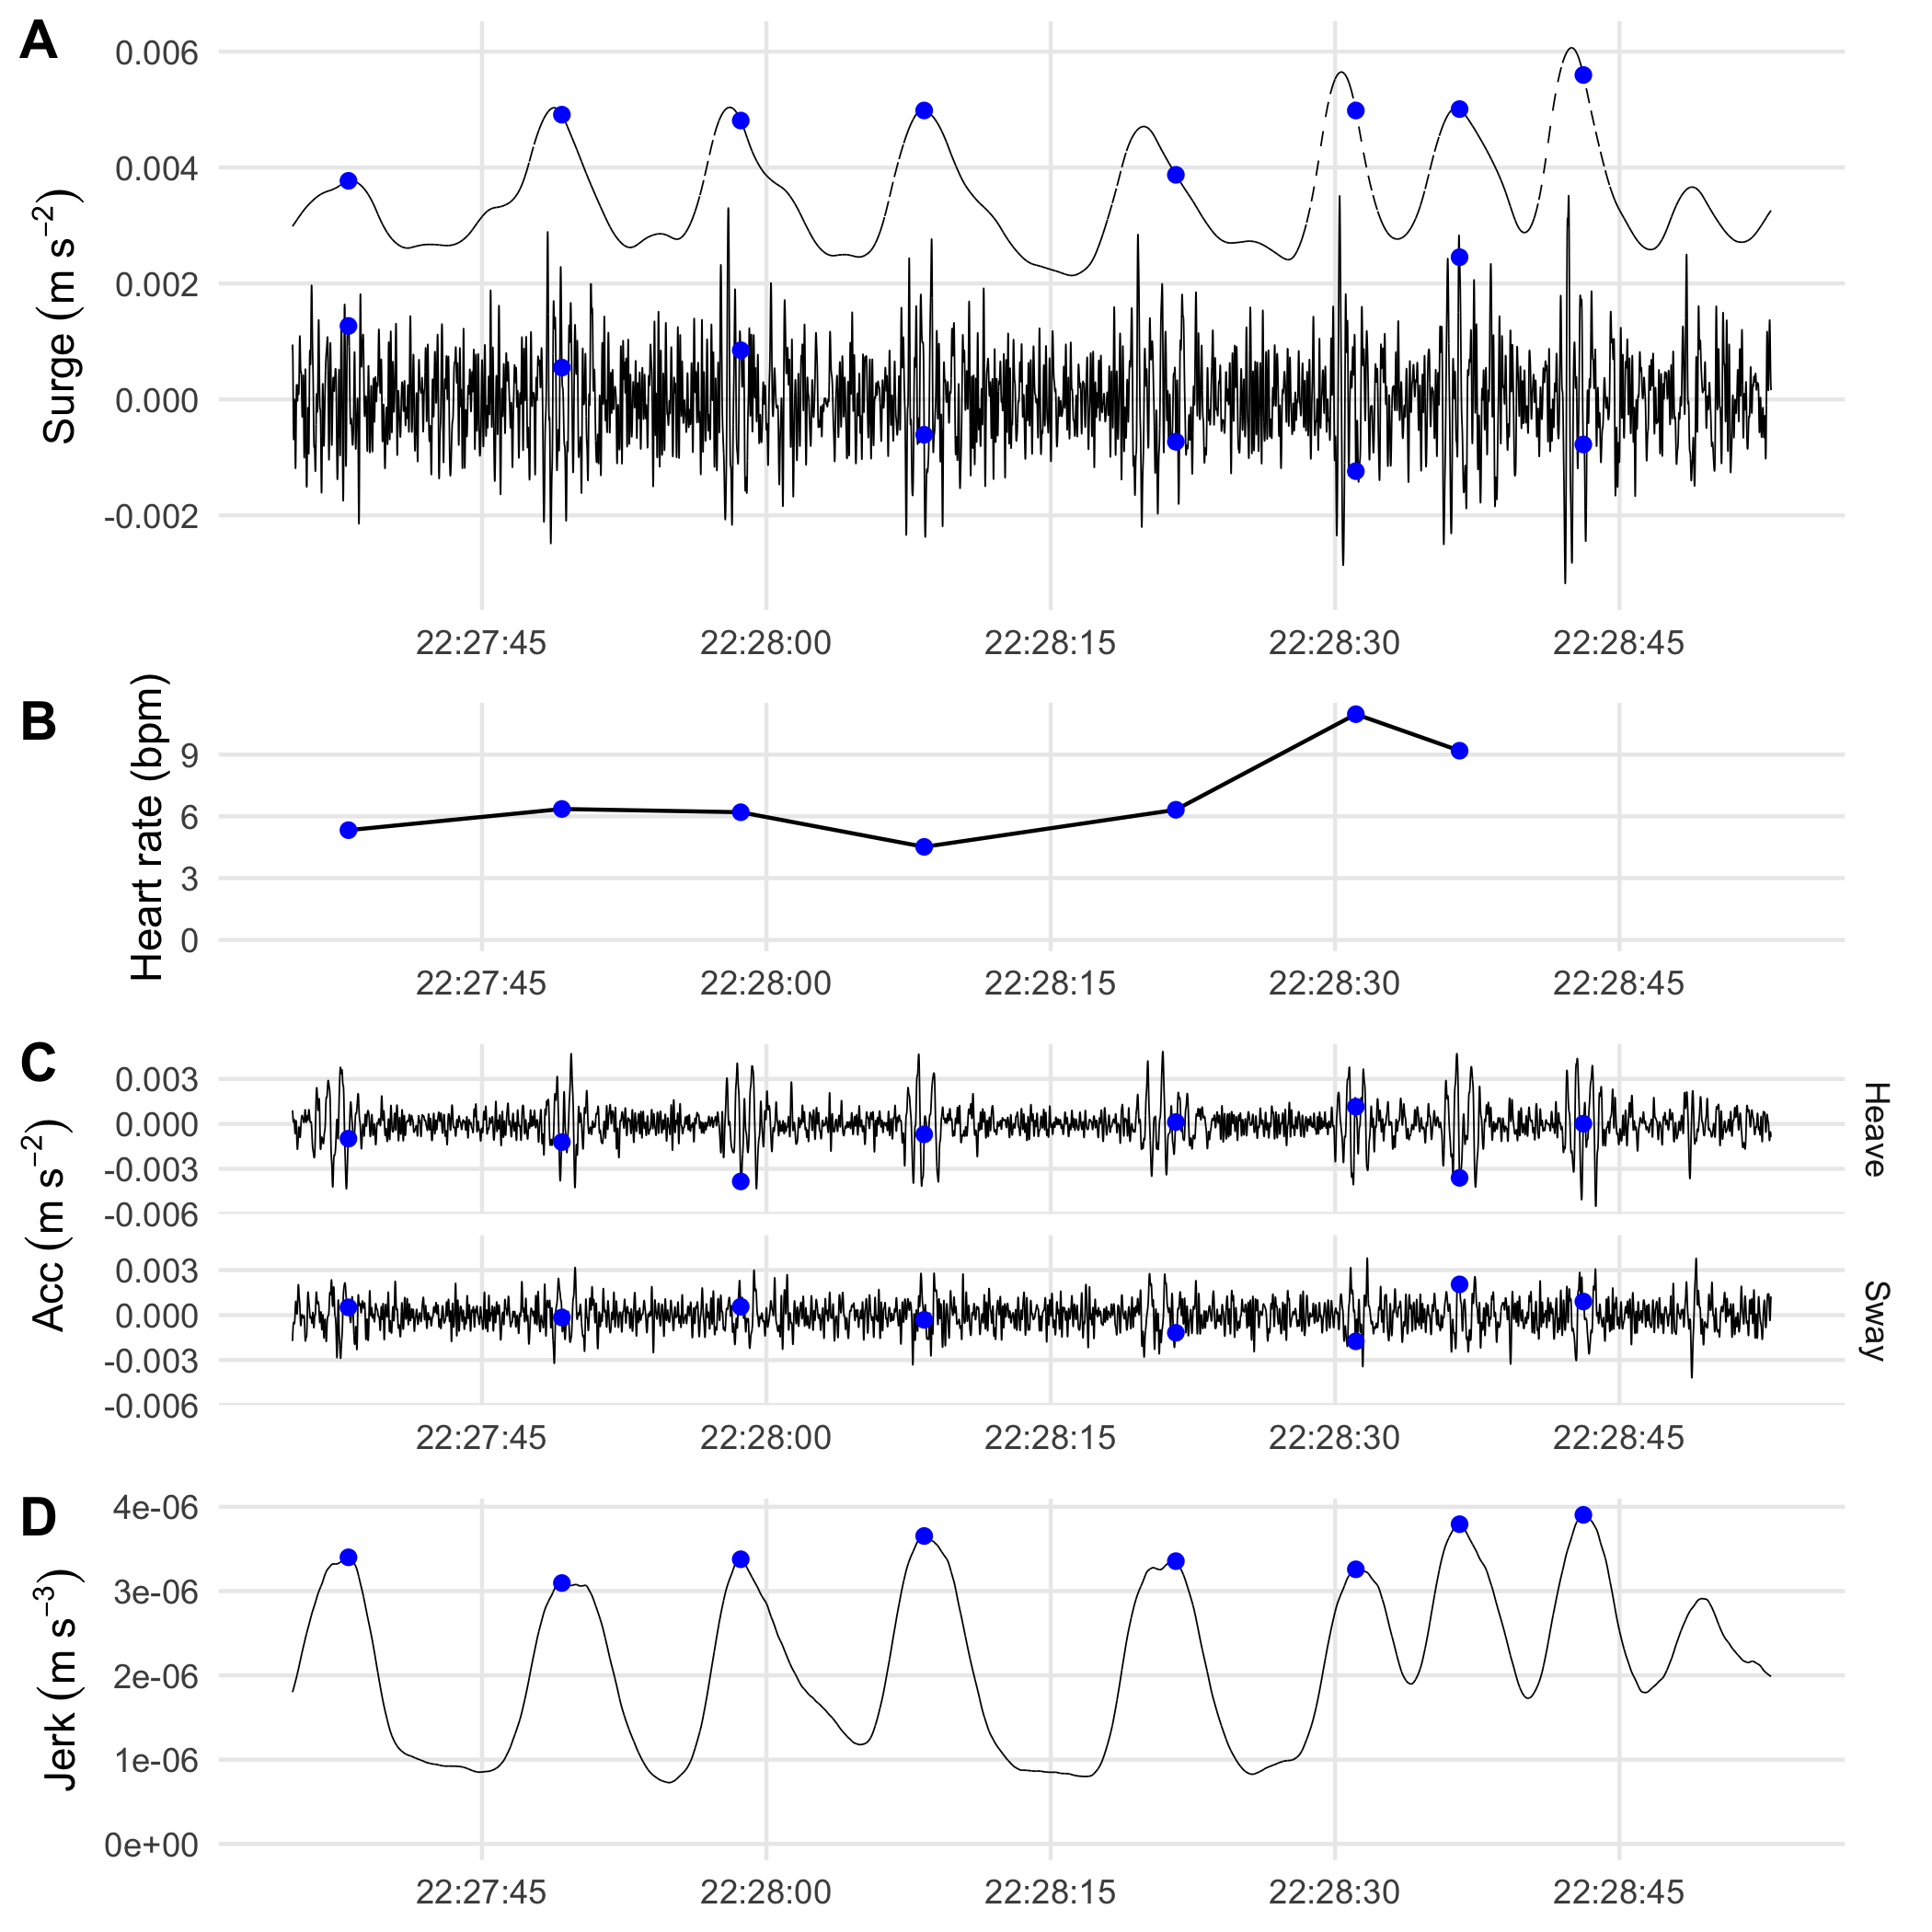 A
0.006
0.004
0.002
0.000
-0.002
Surge (m s⁻²)
22:27:45 22:28:00 22:28:15 22:28:30 22:28:45
B
9
6
3
0
Heart rate (bpm)
22:27:45 22:28:00 22:28:15 22:28:30 22:28:45
C
0.003
0.000
-0.003
-0.006
Heave
0.003
0.000
-0.003
-0.006
Sway
Acc (m s⁻²)
22:27:45 22:28:00 22:28:15 22:28:30 22:28:45
D
4e-06
3e-06
2e-06
1e-06
0e+00
Jerk (m s⁻³)
22:27:45 22:28:00 22:28:15 22:28:30 22:28:45